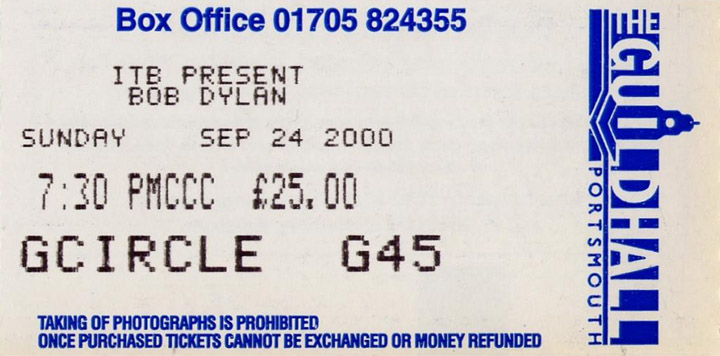 Box Office 01705 824355
ITB PRESENT
BOB DYLAN
SUNDAY SEP 24 2000
7:30 PMCCC £25.00
GCIRCLE G45
TAKING OF PHOTOGRAPHS IS PROHIBITED
ONCE PURCHASED TICKETS CANNOT BE EXCHANGED OR MONEY REFUNDED
THE GUILDHALL
PORTSMOUTH